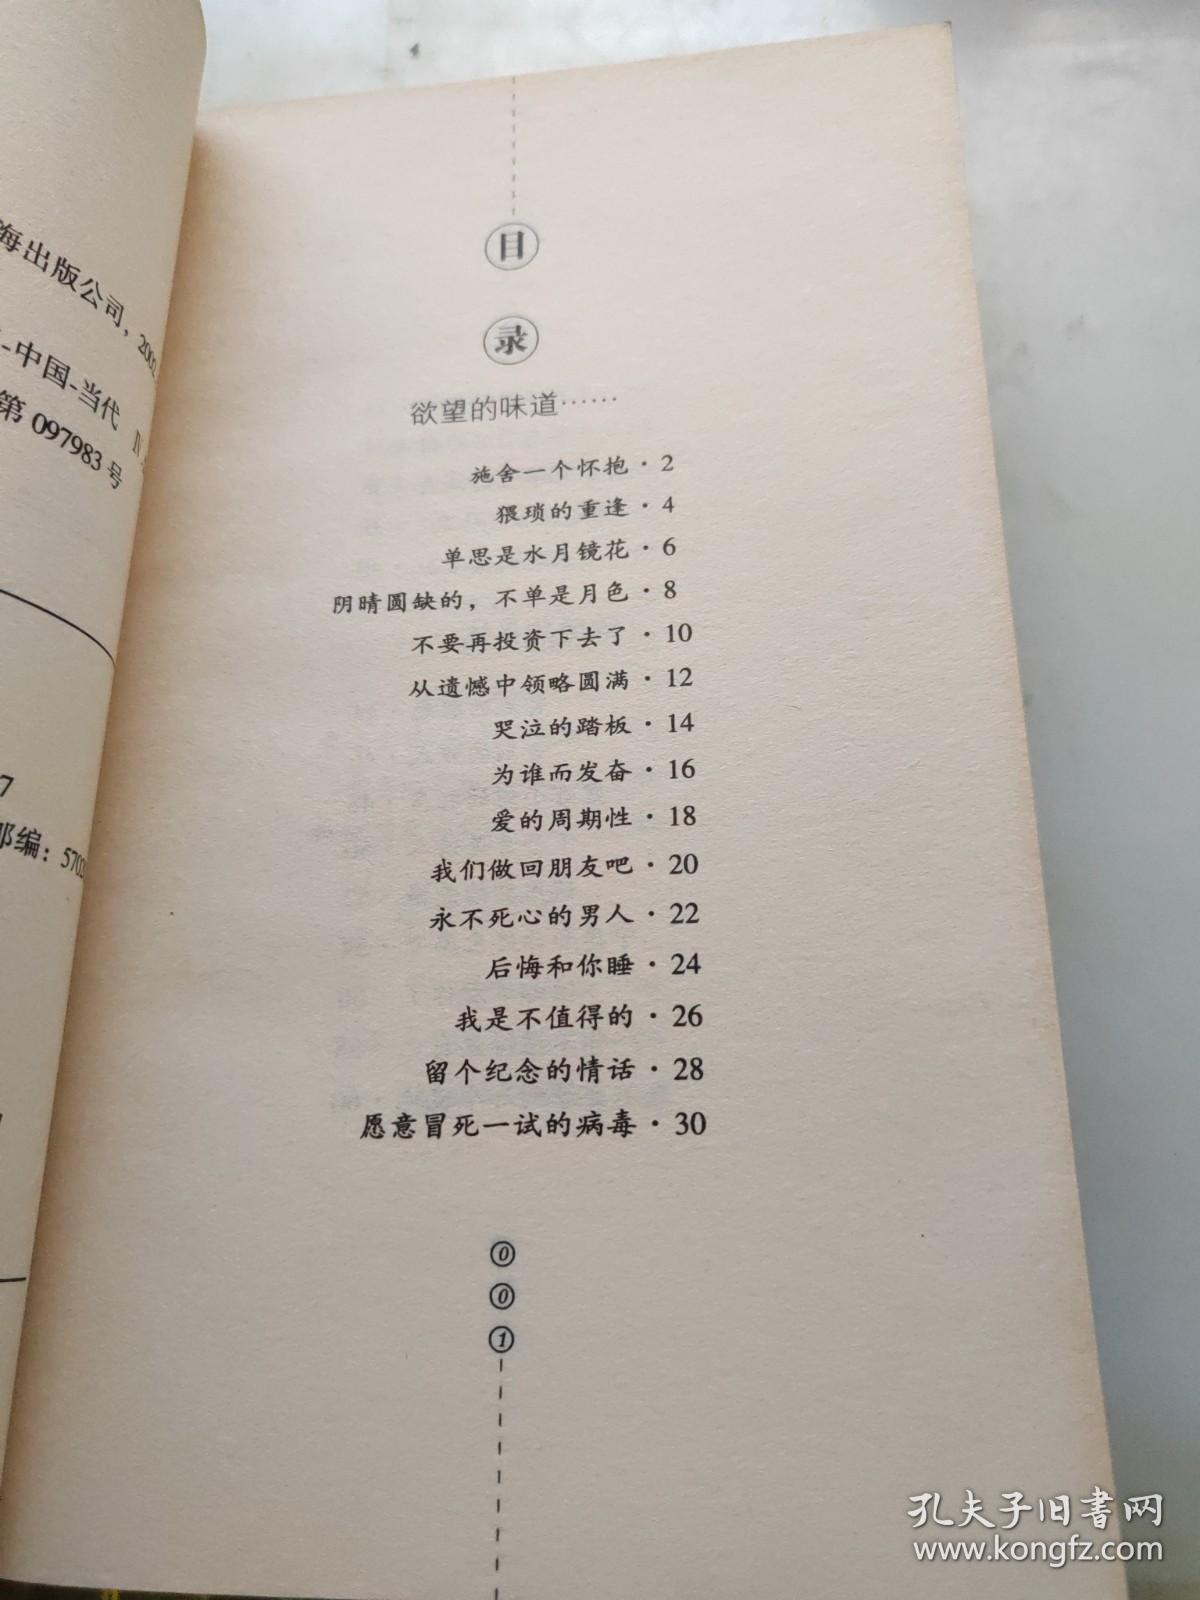 海出版公司，2002
-中国-当代 Ⅳ
第 097983 号
7
邮编：5702
目
录
欲望的味道……
施舍一个怀抱·2
猥琐的重逢·4
单思是水月镜花·6
阴晴圆缺的，不单是月色·8
不要再投资下去了·10
从遗憾中领略圆满·12
哭泣的踏板·14
为谁而发奋·16
爱的周期性·18
我们做回朋友吧·20
永不死心的男人·22
后悔和你睡·24
我是不值得的·26
留个纪念的情话·28
愿意冒死一试的病毒·30
0
0
1
孔夫子旧书网
www.kongfz.com